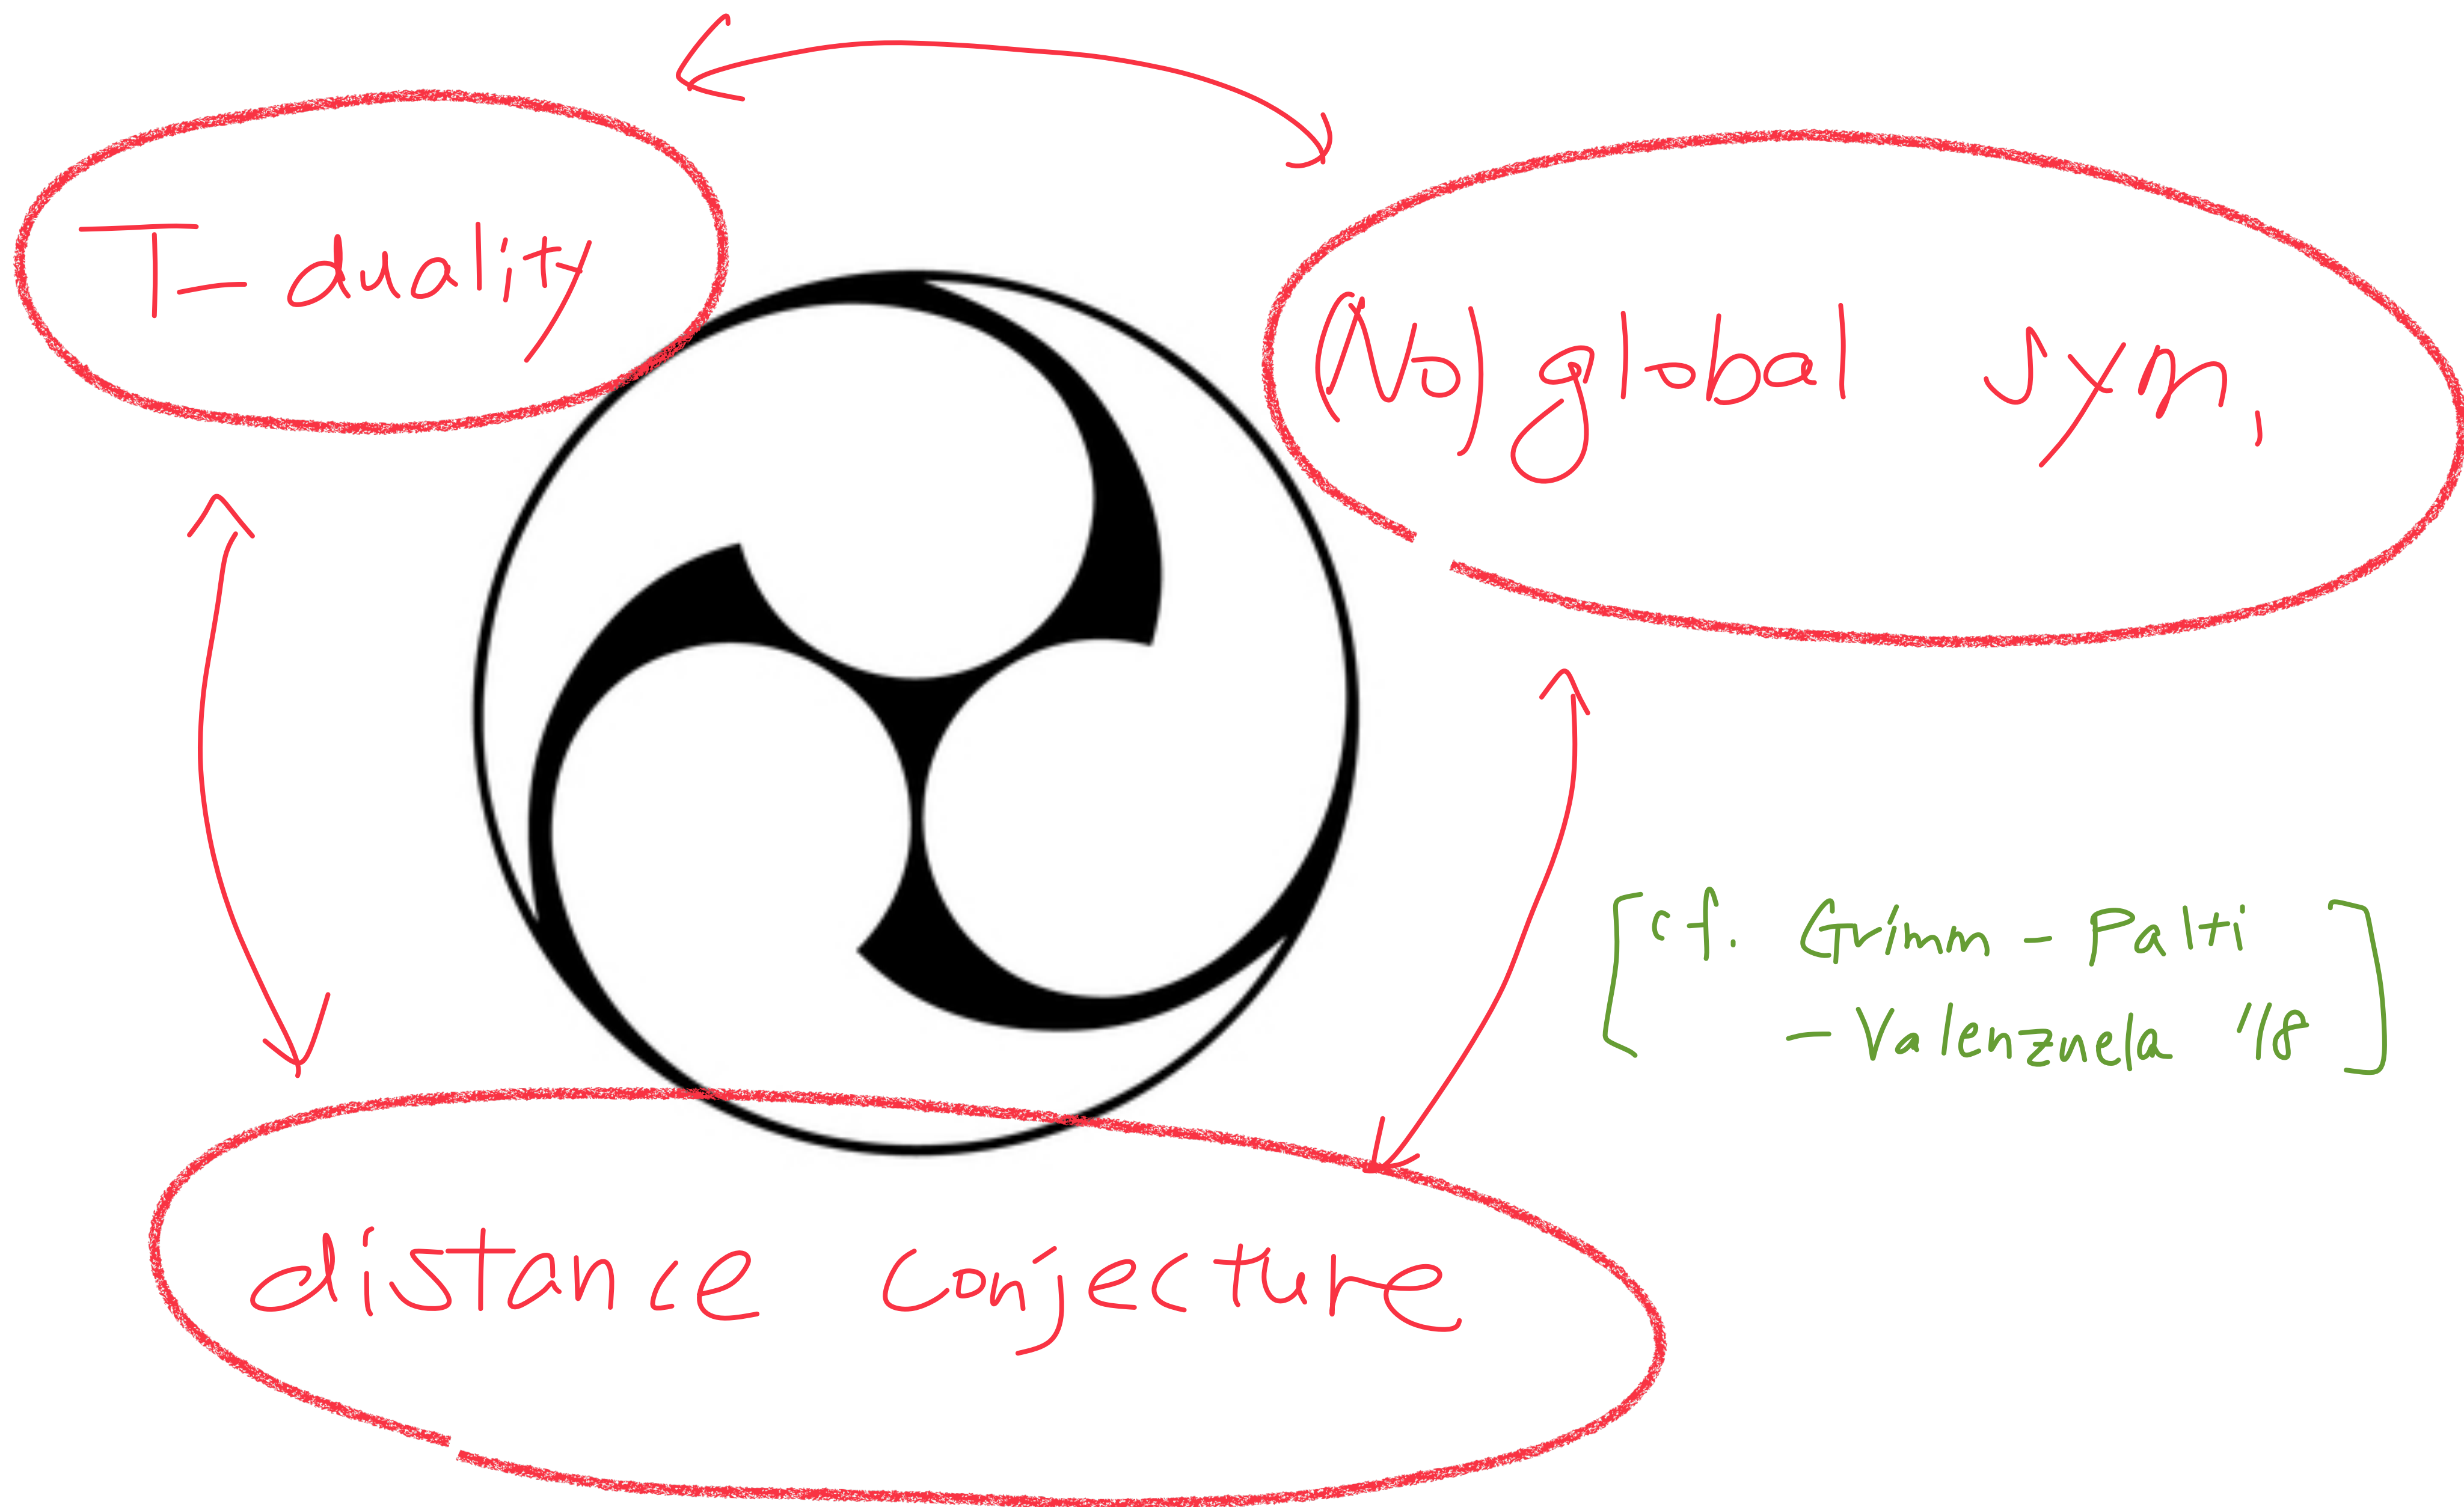 T-duality
(No) global sym.
[cf. Grimm - Palti
- Valenzuela '18]
distance conjecture